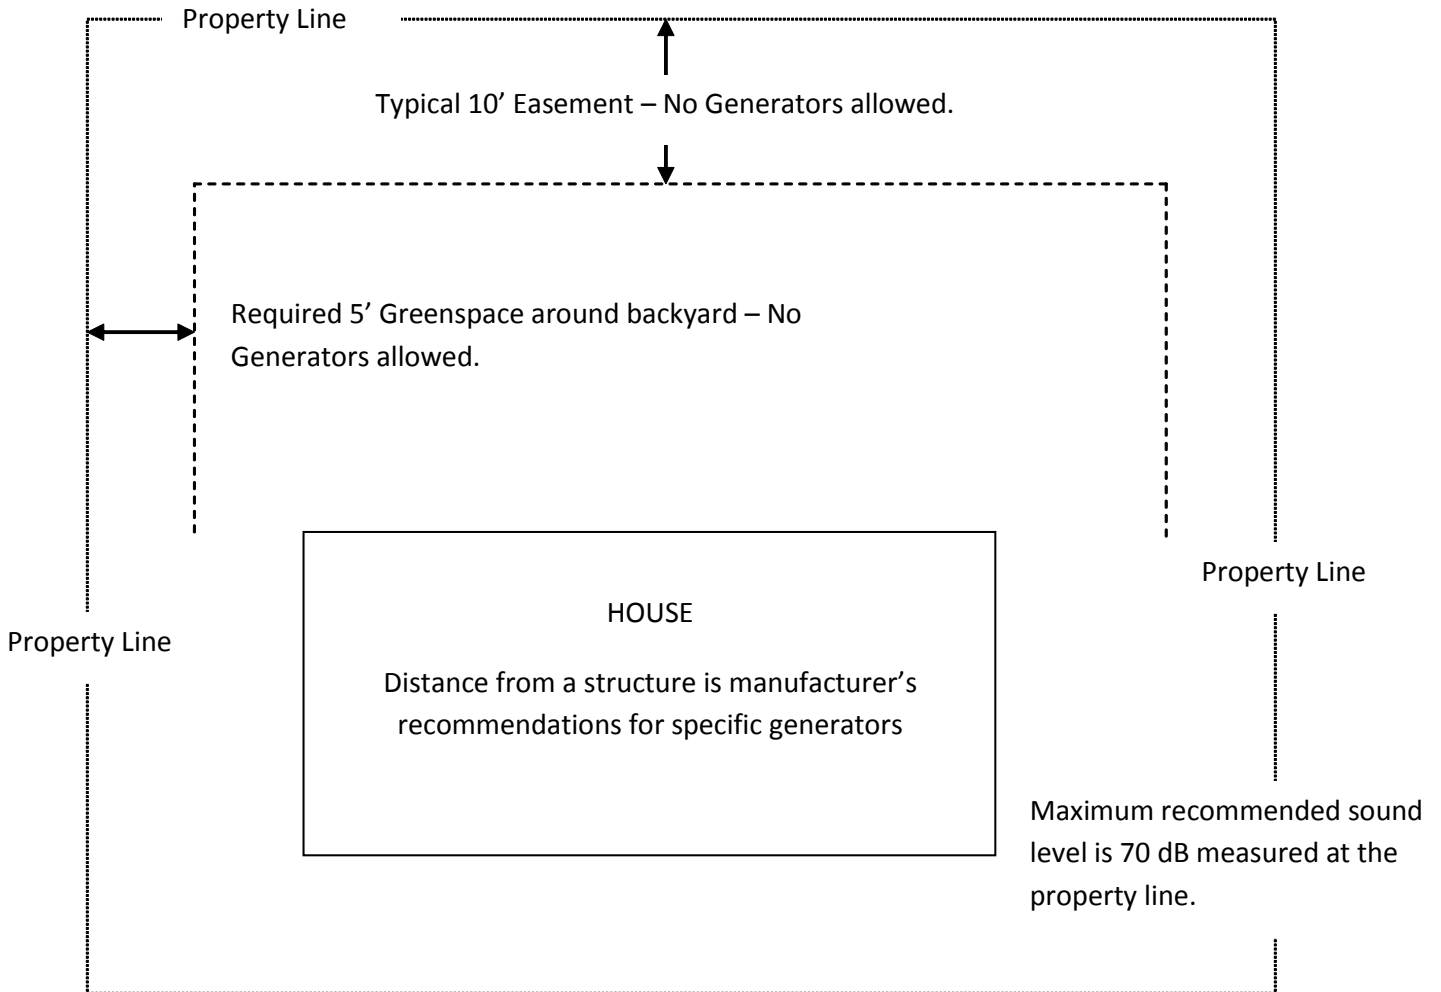 Property Line
Typical 10’ Easement – No Generators allowed.
Required 5’ Greenspace around backyard – No
Generators allowed.
Property Line
HOUSE
Property Line
Distance from a structure is manufacturer’s
recommendations for specific generators
Maximum recommended sound
level is 70 dB measured at the
property line.